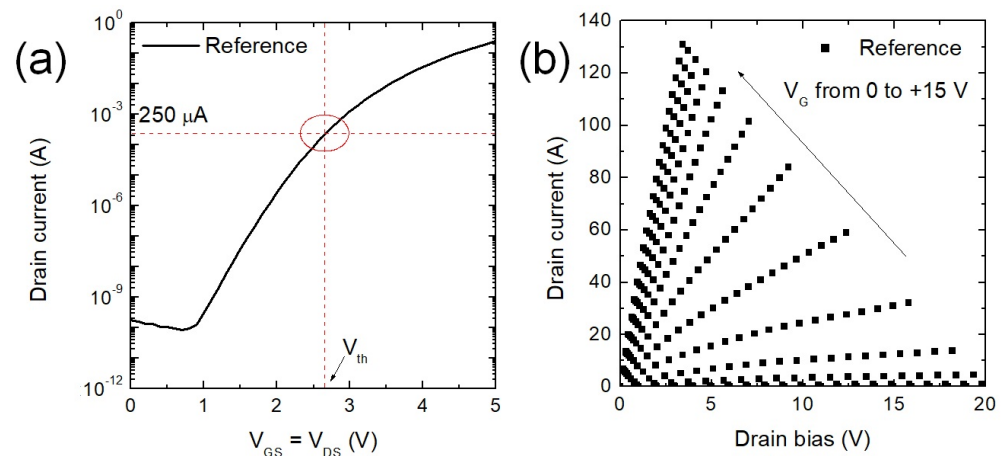 (a)
Reference
250 μA
V_th
10^0
10^-3
10^-6
10^-9
10^-12
Drain current (A)
0 1 2 3 4 5
V_GS = V_DS (V)
(b)
Reference
V_G from 0 to +15 V
140
120
100
80
60
40
20
0
Drain current (A)
0 5 10 15 20
Drain bias (V)